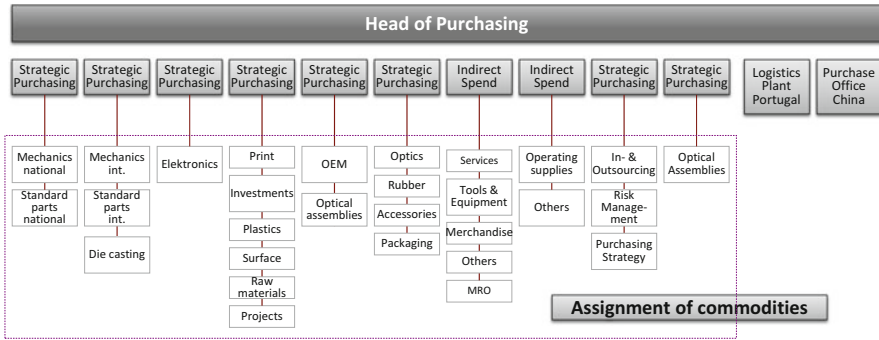 Head of Purchasing
Strategic
Purchasing
Strategic
Purchasing
Strategic
Purchasing
Strategic
Purchasing
Strategic
Purchasing
Strategic
Purchasing
Indirect
Spend
Indirect
Spend
Strategic
Purchasing
Strategic
Purchasing
Logistics
Plant
Portugal
Purchase
Office
China
Mechanics
national
Standard
parts
national
Mechanics
int.
Standard
parts
int.
Die casting
Elektronics
Print
Investments
Plastics
Surface
Raw
materials
Projects
OEM
Optical
assemblies
Optics
Rubber
Accessories
Packaging
Services
Tools &
Equipment
Merchandise
Others
MRO
Operating
supplies
Others
In- &
Outsourcing
Risk
Manage-
ment
Purchasing
Strategy
Optical
Assemblies
Assignment of commodities